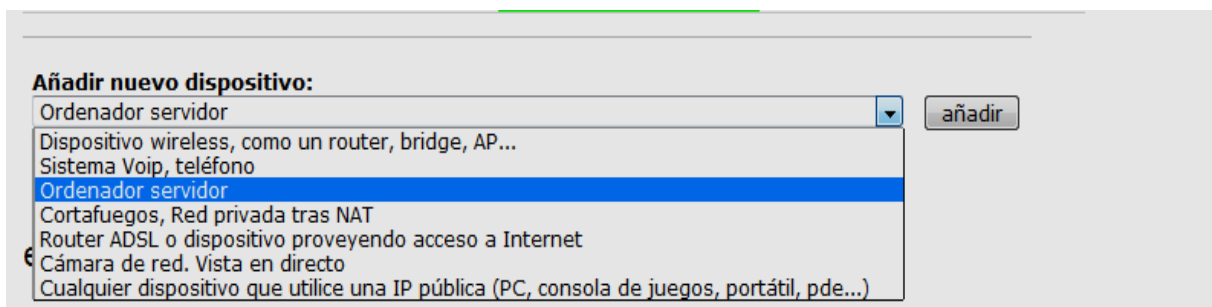 Añadir nuevo dispositivo:
Ordenador servidor
añadir
Dispositivo wireless, como un router, bridge, AP...
Sistema Voip, teléfono
Ordenador servidor
Cortafuegos, Red privada tras NAT
Router ADSL o dispositivo proveyendo acceso a Internet
Cámara de red. Vista en directo
Cualquier dispositivo que utilice una IP pública (PC, consola de juegos, portátil, pde...)